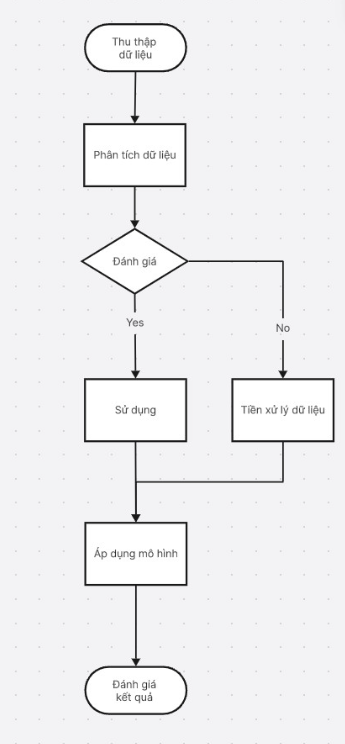 Thu thập
dữ liệu
Phân tích dữ liệu
Đánh giá
Yes
No
Sử dụng
Tiền xử lý dữ liệu
Áp dụng mô hình
Đánh giá
kết quả